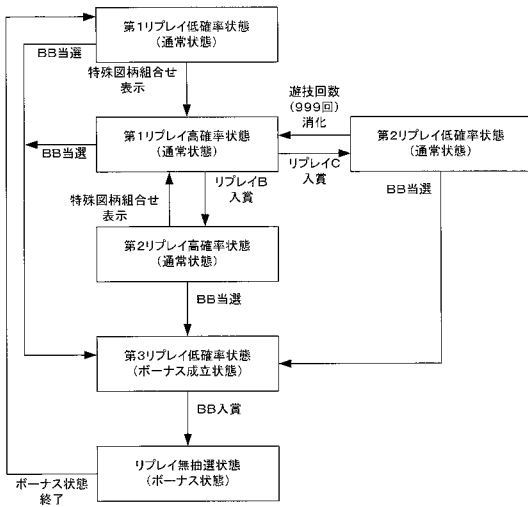 第1リプレイ低確率状態
(通常状態)
BB当選
特殊図柄組合せ
表示
遊技回数
(999回)
消化
第1リプレイ高確率状態
(通常状態)
第2リプレイ低確率状態
(通常状態)
BB当選
リプレイC
入賞
リプレイB
入賞
BB当選
特殊図柄組合せ
表示
第2リプレイ高確率状態
(通常状態)
BB当選
第3リプレイ低確率状態
(ボーナス成立状態)
BB入賞
リプレイ無抽選状態
(ボーナス状態)
ボーナス状態
終了